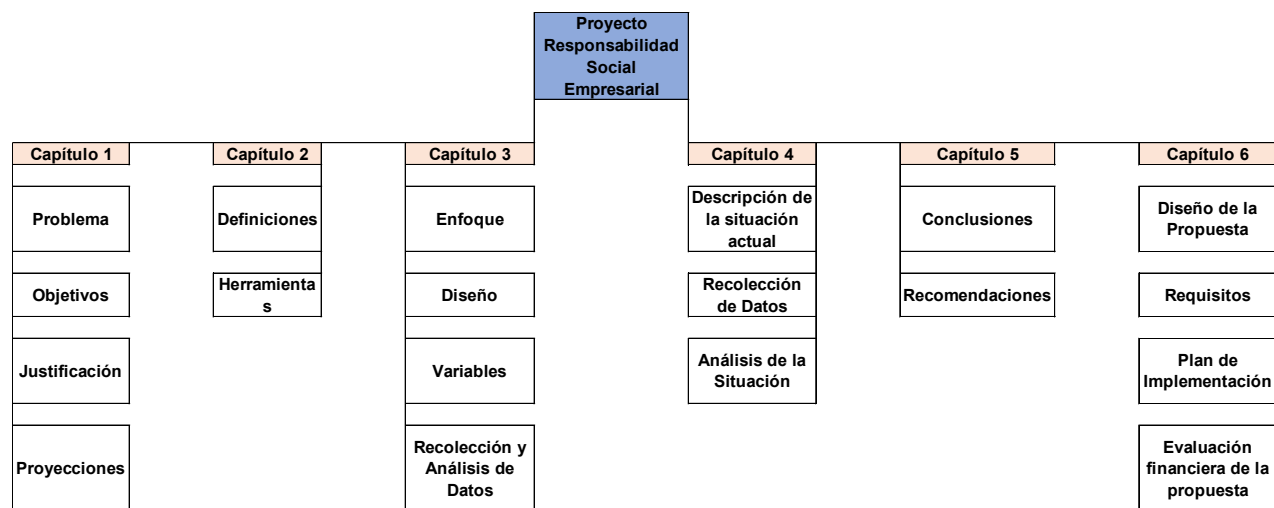 Proyecto
Responsabilidad
Social
Empresarial
Capítulo 1
Capítulo 2
Capítulo 3
Capítulo 4
Capítulo 5
Capítulo 6
Problema
Definiciones
Enfoque
Descripción de
la situación
actual
Conclusiones
Diseño de la
Propuesta
Objetivos
Herramienta
s
Diseño
Recolección
de Datos
Recomendaciones
Requisitos
Justificación
Variables
Análisis de la
Situación
Plan de
Implementación
Proyecciones
Recolección y
Análisis de
Datos
Evaluación
financiera de la
propuesta